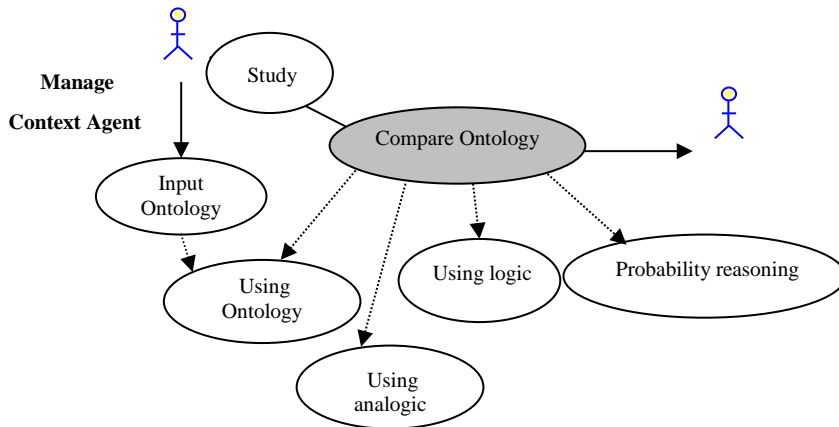 Study
Manage
Context Agent
Compare Ontology
Input
Ontology
Using logic
Probability reasoning
Using
Ontology
Using
analogic